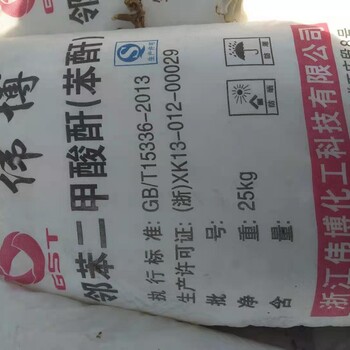 伟博
GST
邻苯二甲酸酐(苯酐)
执行标准: GB/T15336-2013
生产许可证: (浙)XK13-012-00029
批 号:
净 重: 25kg
含 量:
浙江伟博化工科技有限公司